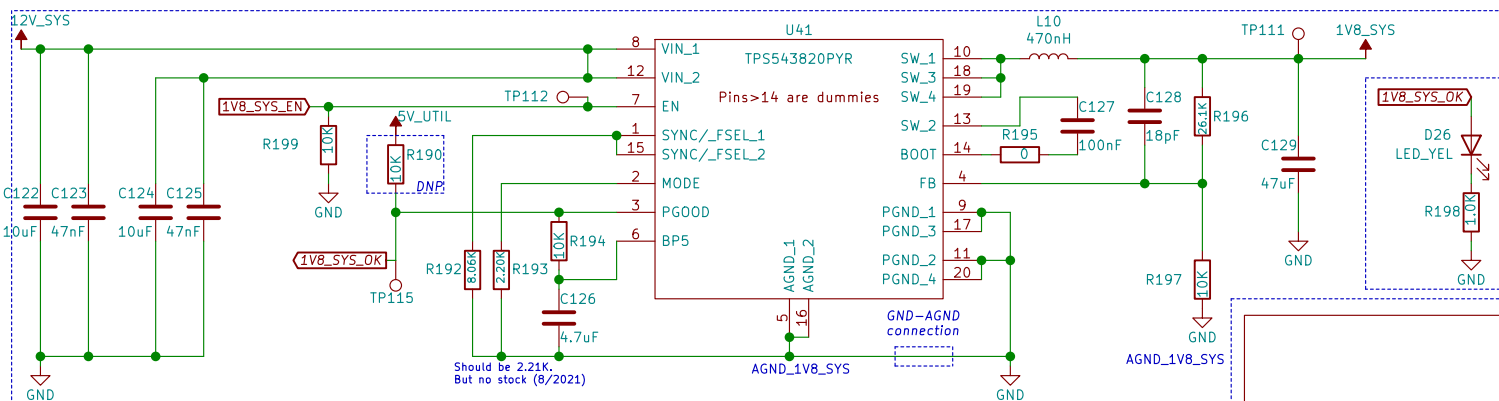 12V_SYS
1V8_SYS_EN
R199
10K
GND
C122
10uF
C123
47nF
C124
10uF
C125
47nF
GND
5V_UTIL
R190
10K
DNP
TP112
1V8_SYS_OK
TP115
R192
8.06K
R193
2.20K
R194
10K
C126
4.7uF
Should be 2.21K.
But no stock (8/2021)
U41
TPS543820PYR
Pins>14 are dummies
8
VIN_1
12
VIN_2
7
EN
1
SYNC/_FSEL_1
15
SYNC/_FSEL_2
2
MODE
3
PGOOD
6
BP5
SW_1
10
SW_3
18
SW_4
19
SW_2
13
BOOT
14
FB
4
PGND_1
9
PGND_3
17
PGND_2
11
PGND_4
20
AGND_1
5
AGND_2
16
GND-AGND
connection
AGND_1V8_SYS
GND
L10
470nH
R195
0
C127
100nF
C128
18pF
R196
26.1K
R197
10K
GND
AGND_1V8_SYS
TP111
1V8_SYS
C129
47uF
GND
1V8_SYS_OK
D26
LED_YEL
R198
1.0K
GND